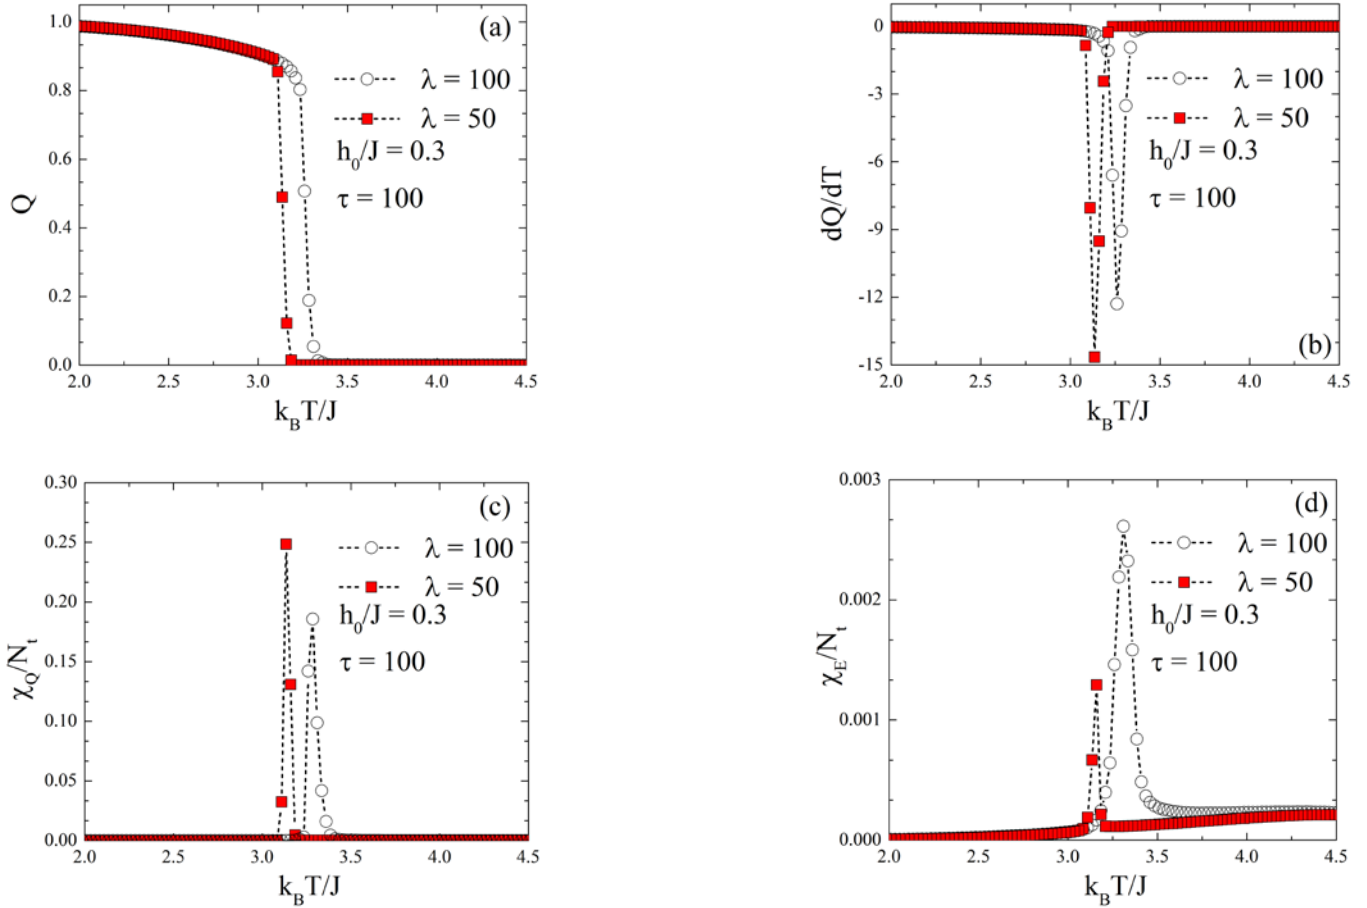 (a)
Q
1.0
0.8
0.6
0.4
0.2
0.0
λ = 100
λ = 50
h₀/J = 0.3
τ = 100
2.0 2.5 3.0 3.5 4.0 4.5
k_BT/J
dQ/dT
0
-3
-6
-9
-12
-15
λ = 100
λ = 50
h₀/J = 0.3
τ = 100
(b)
2.0 2.5 3.0 3.5 4.0 4.5
k_BT/J
(c)
χ_Q/N_t
0.30
0.25
0.20
0.15
0.10
0.05
0.00
λ = 100
λ = 50
h₀/J = 0.3
τ = 100
2.0 2.5 3.0 3.5 4.0 4.5
k_BT/J
(d)
χ_E/N_t
0.003
0.002
0.001
0.000
λ = 100
λ = 50
h₀/J = 0.3
τ = 100
2.0 2.5 3.0 3.5 4.0 4.5
k_BT/J